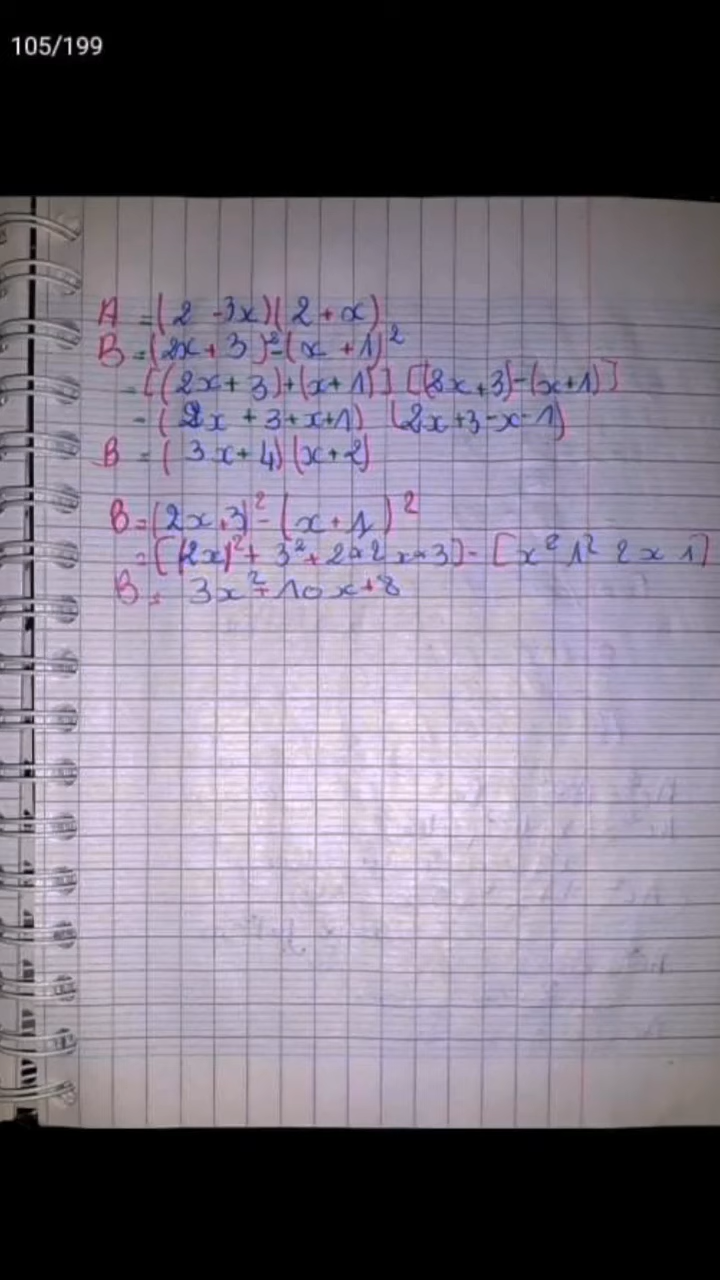 105/199
A = (2 - 3x)(2 + x)
B = (2x + 3)² - (x + 1)²
= [(2x + 3) + (x + 1)] [(2x + 3) - (x + 1)]
= (2x + 3 + x + 1) (2x + 3 - x - 1)
B = (3x + 4) (x + 2)
B = (2x + 3)² - (x + 1)²
= [(2x)² + 3² + 2 × 2x × 3] - [x² 1² 2 x 1]
B = 3x² + 10x + 8